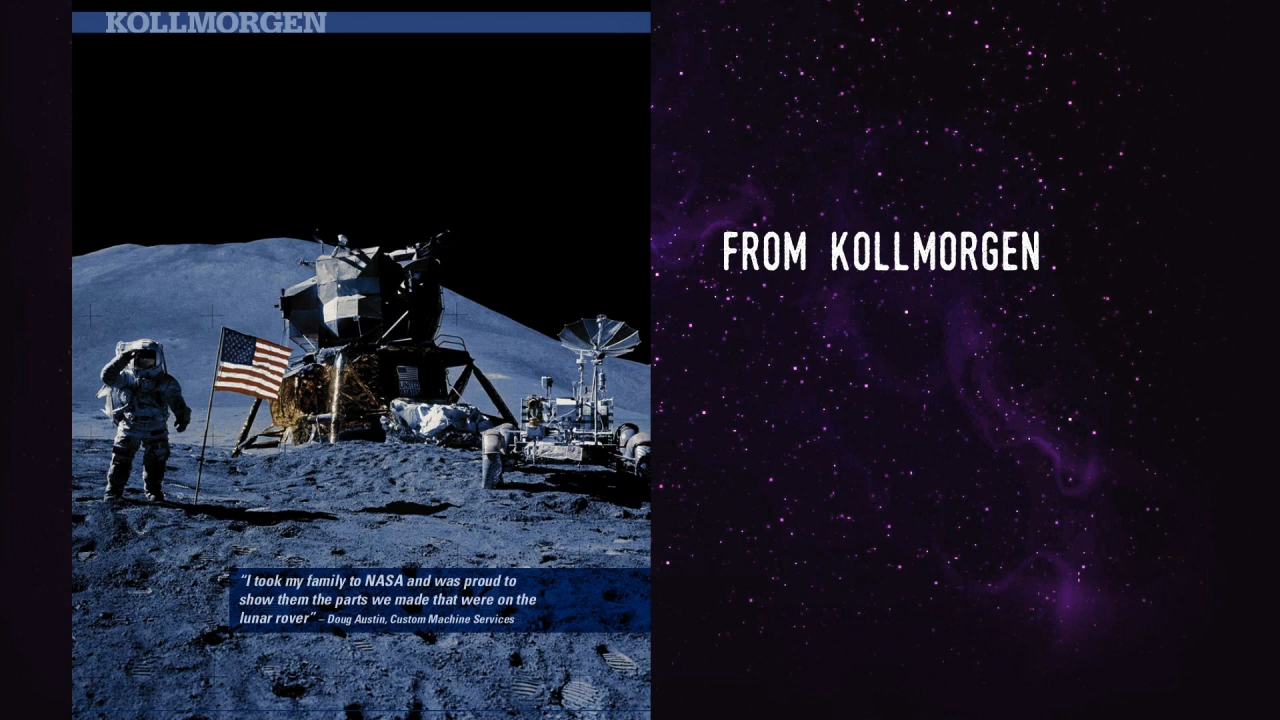 KOLLMORGEN
FROM KOLLMORGEN
"I took my family to NASA and was proud to
show them the parts we made that were on the
lunar rover" – Doug Austin, Custom Machine Services